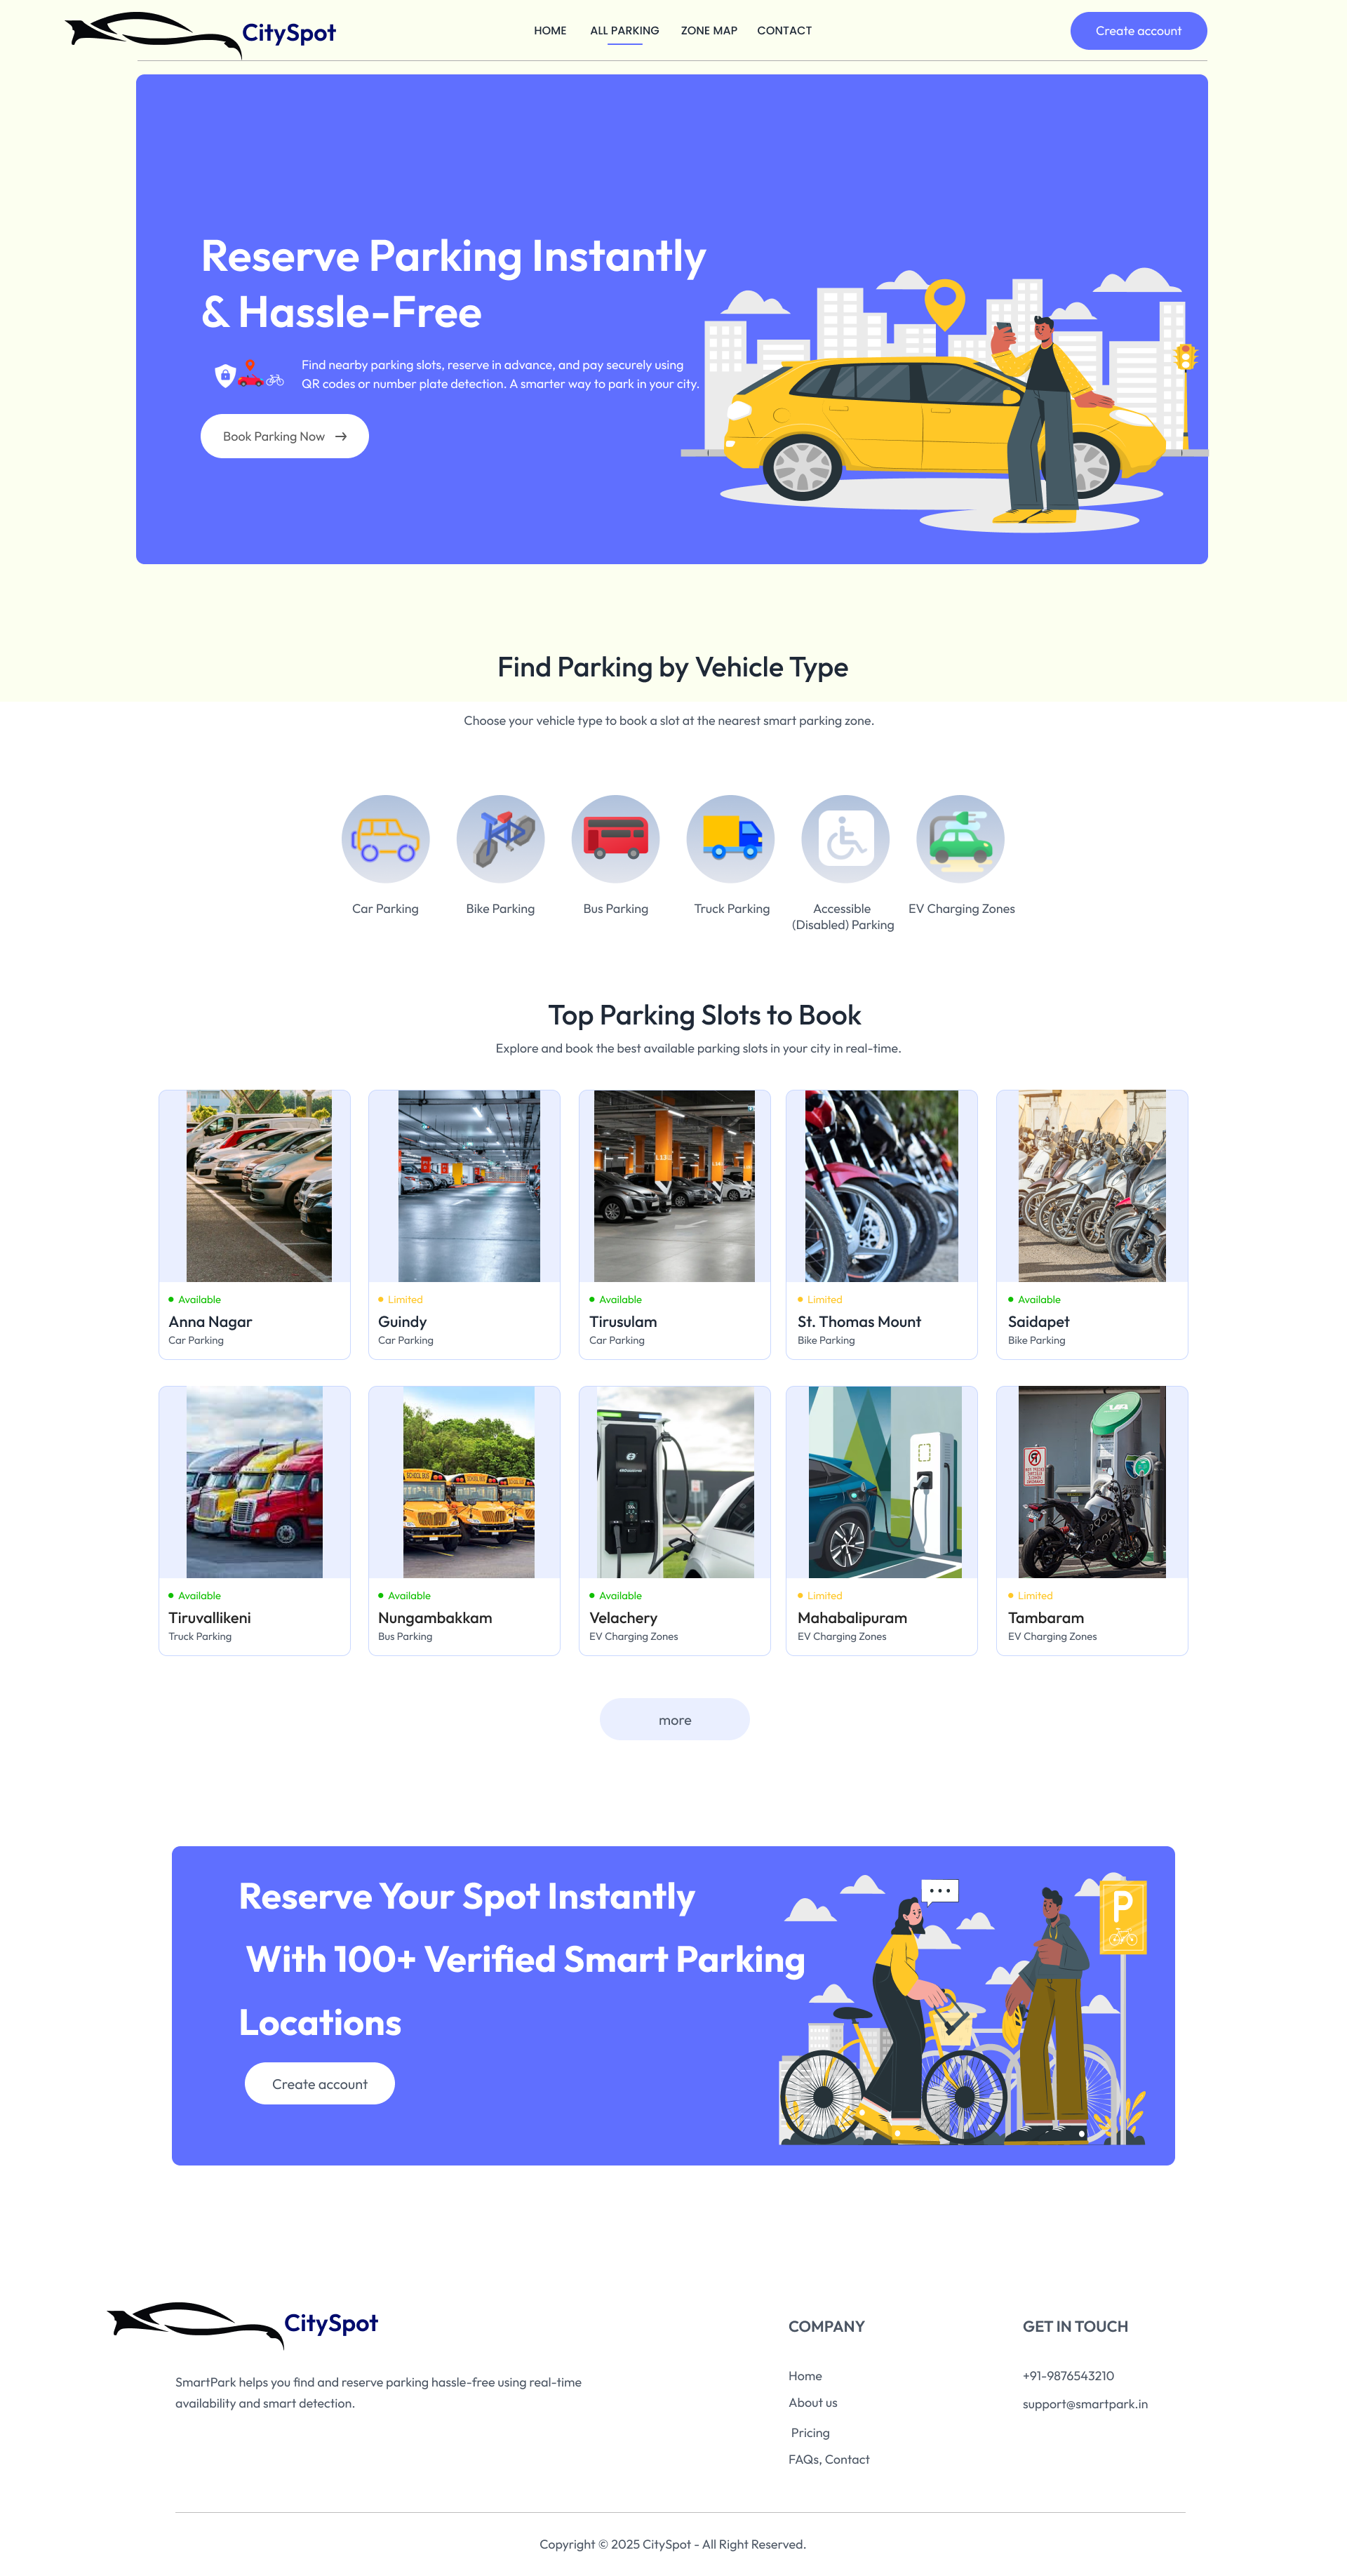 CitySpot
HOME
ALL PARKING
ZONE MAP
CONTACT
Create account
Reserve Parking Instantly
& Hassle-Free
Find nearby parking slots, reserve in advance, and pay securely using
QR codes or number plate detection. A smarter way to park in your city.
Book Parking Now
Find Parking by Vehicle Type
Choose your vehicle type to book a slot at the nearest smart parking zone.
Car Parking
Bike Parking
Bus Parking
Truck Parking
Accessible
(Disabled) Parking
EV Charging Zones
Top Parking Slots to Book
Explore and book the best available parking slots in your city in real-time.
Available
Anna Nagar
Car Parking
Limited
Guindy
Car Parking
Available
Tirusulam
Car Parking
Limited
St. Thomas Mount
Bike Parking
Available
Saidapet
Bike Parking
SCHOOL BUS
Available
Tiruvallikeni
Truck Parking
Available
Nungambakkam
Bus Parking
Available
Velachery
EV Charging Zones
Limited
Mahabalipuram
EV Charging Zones
Limited
Tambaram
EV Charging Zones
more
Reserve Your Spot Instantly
With 100+ Verified Smart Parking
Locations
Create account
P
CitySpot
SmartPark helps you find and reserve parking hassle-free using real-time
availability and smart detection.
COMPANY
Home
About us
Pricing
FAQs, Contact
GET IN TOUCH
+91-9876543210
support@smartpark.in
Copyright © 2025 CitySpot - All Right Reserved.